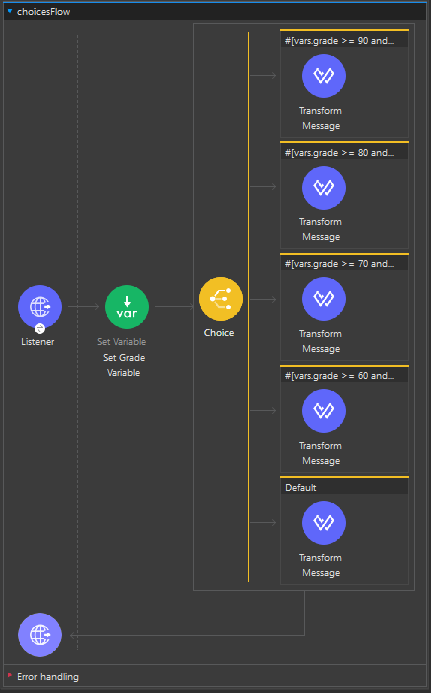 choicesFlow
#[vars.grade >= 90 and...
Transform
Message
#[vars.grade >= 80 and...
Transform
Message
#[vars.grade >= 70 and...
Transform
Message
var
Listener
Set Variable
Set Grade
Variable
Choice
#[vars.grade >= 60 and...
Transform
Message
Default
Transform
Message
Error handling